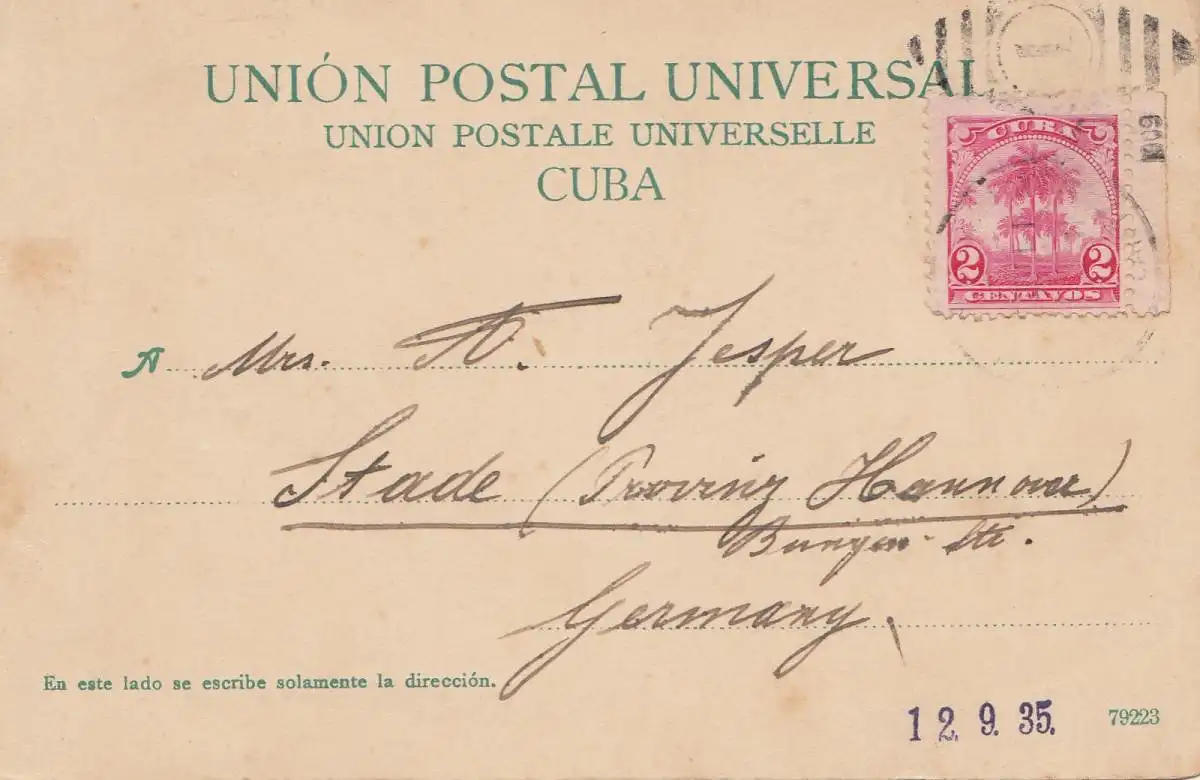 UNIÓN POSTAL UNIVERSAL
UNION POSTALE UNIVERSELLE
CUBA
CUBA
2 2
CENTAVOS
A Mrs. A. Jesper
Stade (Provinz Hannover)
Str.
Germany.
En este lado se escribe solamente la dirección.
12. 9. 35.
79223